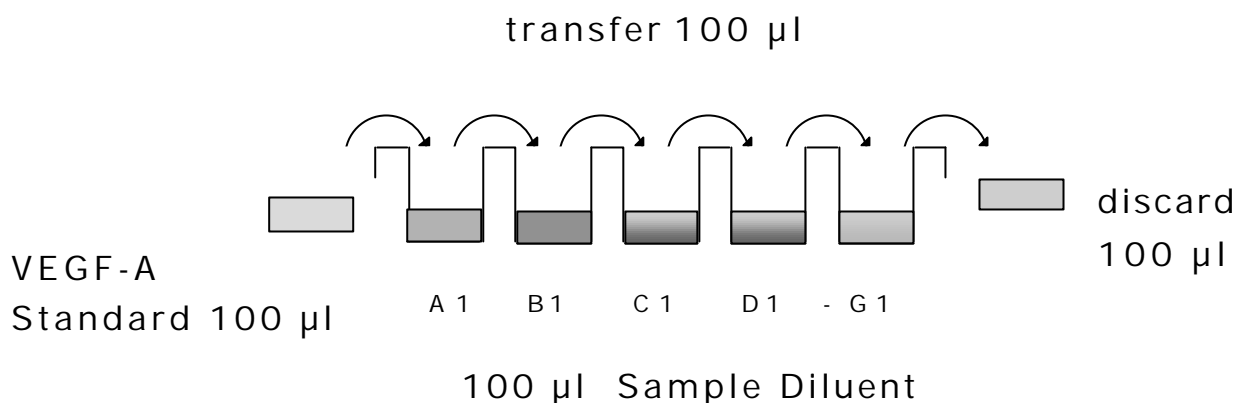 transfer 100 µl
discard
100 µl
VEGF-A
Standard 100 µl
A1 B1 C1 D1 - G1
100 µl Sample Diluent